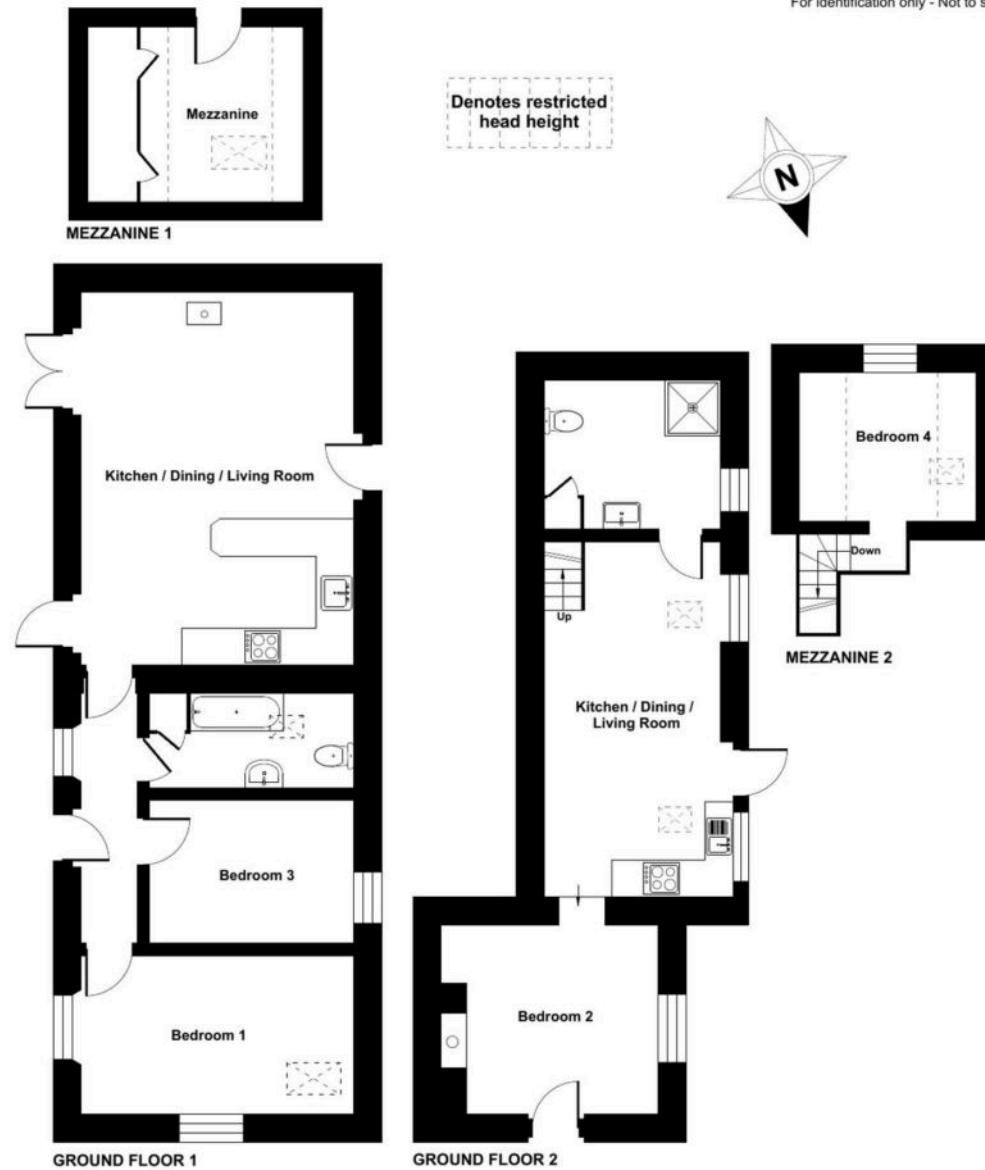 For identification only - Not to s
Mezzanine
MEZZANINE 1
Denotes restricted
head height
N
Kitchen / Dining / Living Room
Bedroom 3
Bedroom 1
GROUND FLOOR 1
Up
Kitchen / Dining /
Living Room
Bedroom 2
GROUND FLOOR 2
Bedroom 4
Down
MEZZANINE 2